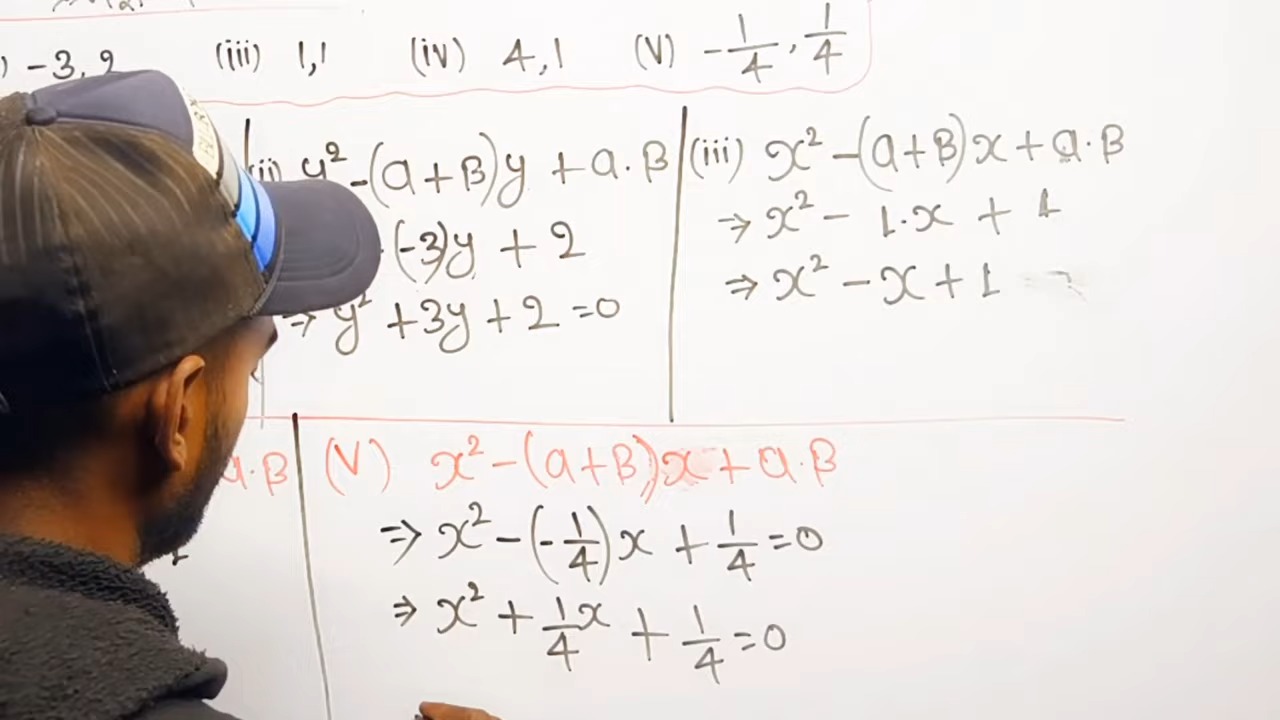 ) -3, 2 (iii) 1,1 (iv) 4,1 (V) -1/4, 1/4
(ii) y² -(a+B)y + a.B
(-3)y + 2
⇒ y² +3y + 2 =0
(iii) x² -(a+B)x + a.B
⇒ x² - 1.x + 1
⇒ x² - x + 1
a.B
(V) x² -(a+B)x + a.B
⇒ x² -(-1/4)x + 1/4 =0
⇒ x² + 1/4 x + 1/4 =0